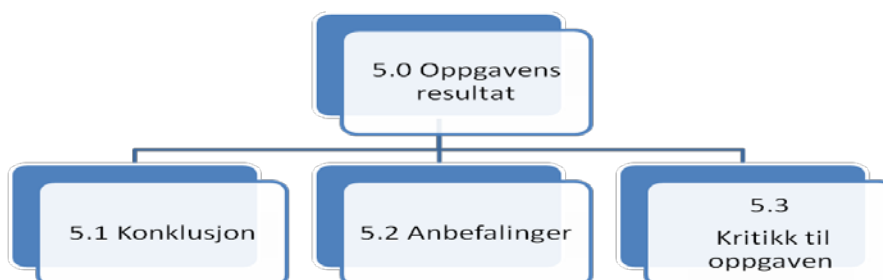 5.0 Oppgavens
resultat
5.1 Konklusjon
5.2 Anbefalinger
5.3
Kritikk til
oppgaven